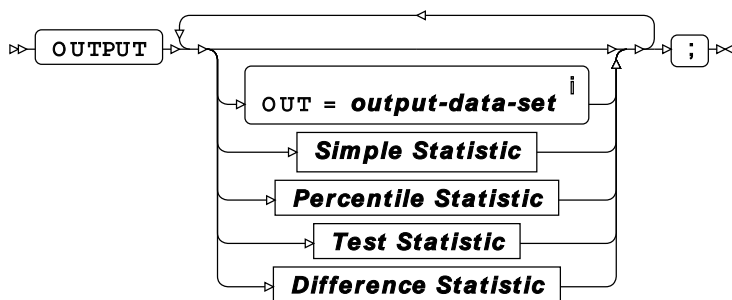 OUTPUT ;
OUT = output-data-set i
Simple Statistic
Percentile Statistic
Test Statistic
Difference Statistic